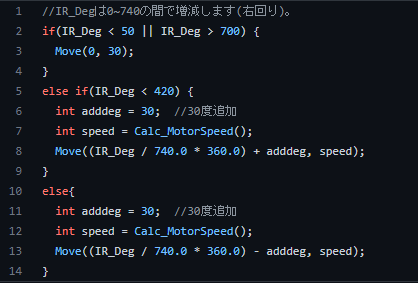 1 //IR_Degは0~740の間で増減します(右回り)。
2 if(IR_Deg < 50 || IR_Deg > 700) {
3   Move(0, 30);
4 }
5 else if(IR_Deg < 420) {
6   int adddeg = 30;  //30度追加
7   int speed = Calc_MotorSpeed();
8   Move((IR_Deg / 740.0 * 360.0) + adddeg, speed);
9 }
10 else{
11   int adddeg = 30;  //30度追加
12   int speed = Calc_MotorSpeed();
13   Move((IR_Deg / 740.0 * 360.0) - adddeg, speed);
14 }